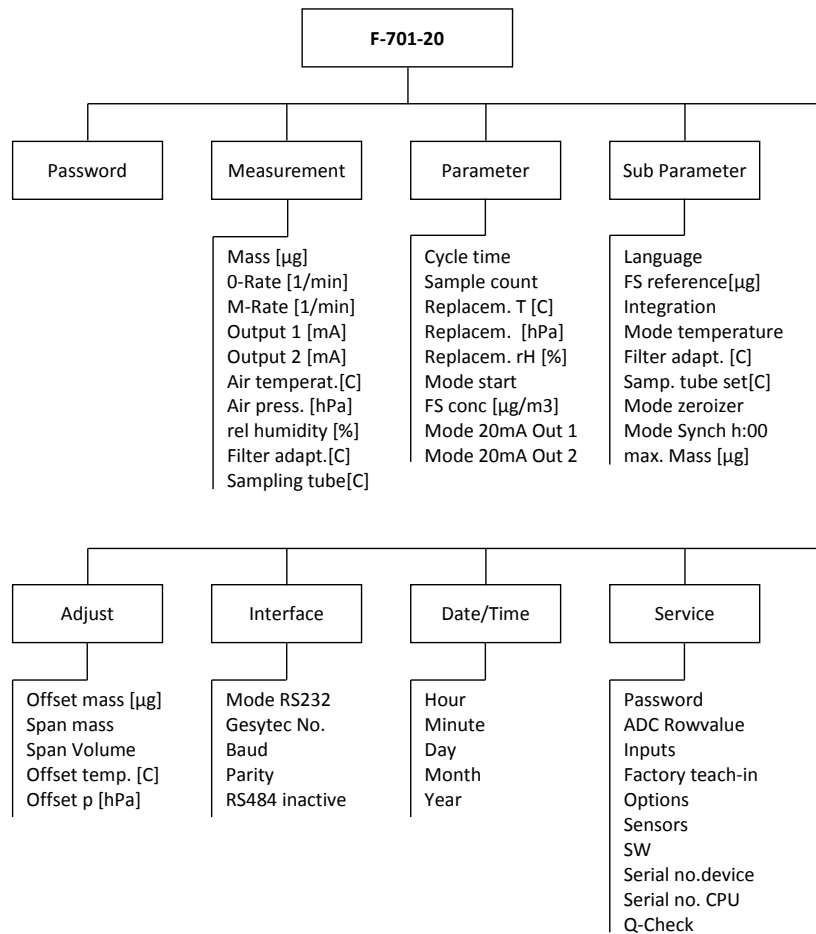 F-701-20
Password
Measurement
Parameter
Sub Parameter
Mass [µg]
0-Rate [1/min]
M-Rate [1/min]
Output 1 [mA]
Output 2 [mA]
Air temperat.[C]
Air press. [hPa]
rel humidity [%]
Filter adapt.[C]
Sampling tube[C]
Cycle time
Sample count
Replacem. T [C]
Replacem.  [hPa]
Replacem. rH [%]
Mode start
FS conc [µg/m3]
Mode 20mA Out 1
Mode 20mA Out 2
Language
FS reference[µg]
Integration
Mode temperature
Filter adapt. [C]
Samp. tube set[C]
Mode zeroizer
Mode Synch h:00
max. Mass [µg]
Adjust
Interface
Date/Time
Service
Offset mass [µg]
Span mass
Span Volume
Offset temp. [C]
Offset p [hPa]
Mode RS232
Gesytec No.
Baud
Parity
RS484 inactive
Hour
Minute
Day
Month
Year
Password
ADC Rowvalue
Inputs
Factory teach-in
Options
Sensors
SW
Serial no.device
Serial no. CPU
Q-Check